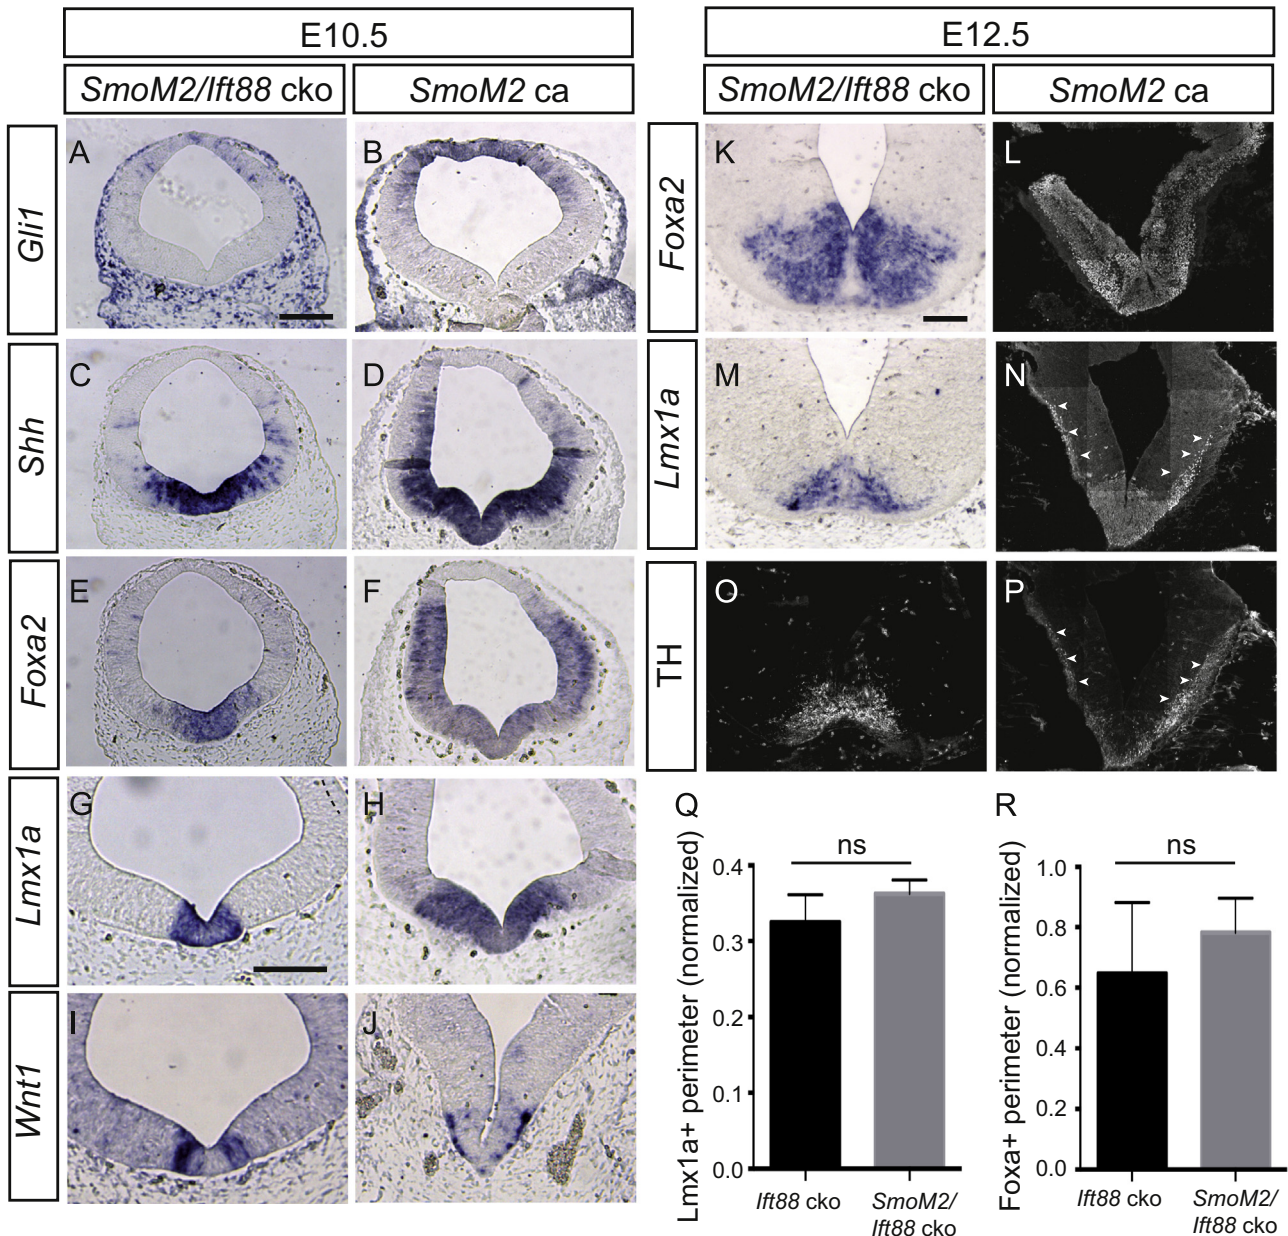 E10.5
E12.5
SmoM2/Ift88 cko
SmoM2 ca
SmoM2/Ift88 cko
SmoM2 ca
Gli1
A
B
Shh
C
D
Foxa2
E
F
Lmx1a
G
H
Wnt1
I
J
Foxa2
K
L
Lmx1a
M
N
TH
O
P
Q
Lmx1a+ perimeter (normalized)
ns
0.4
0.3
0.2
0.1
0.0
Ift88 cko
SmoM2/
Ift88 cko
R
Foxa+ perimeter (normalized)
ns
1.0
0.8
0.6
0.4
0.2
0.0
Ift88 cko
SmoM2/
Ift88 cko